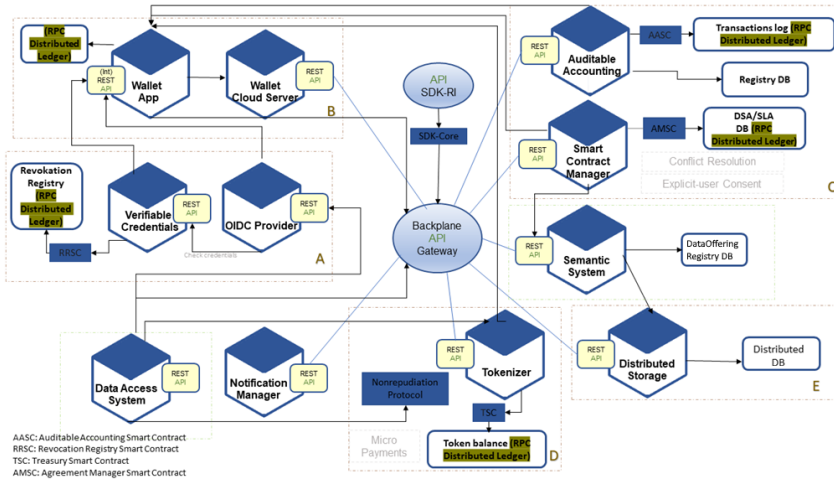 (RPC
Distributed
Ledger)
(Int)
REST
API
Wallet
App
Wallet
Cloud Server
REST
API
B
API
SDK-RI
SDK-Core
REST
API
Auditable
Accounting
AASC
Transactions log (RPC
Distributed Ledger)
Registry DB
REST
API
Smart
Contract
Manager
AMSC
DSA/SLA
DB (RPC
Distributed Ledger)
Conflict Resolution
Explicit-user Consent
C
Revokation
Registry
(RPC
Distributed
Ledger)
RRSC
Verifiable
Credentials
REST
API
Check credentials
OIDC Provider
REST
API
A
Backplane
API
Gateway
REST
API
Semantic
System
DataOffering
Registry DB
REST
API
Distributed
Storage
Distributed
DB
E
Data Access
System
REST
API
Notification
Manager
REST
API
Nonrepudiation
Protocol
REST
API
Tokenizer
TSC
Micro
Payments
Token balance (RPC
Distributed Ledger)
D
AASC: Auditable Accounting Smart Contract
RRSC: Revocation Registry Smart Contract
TSC: Treasury Smart Contract
AMSC: Agreement Manager Smart Contract